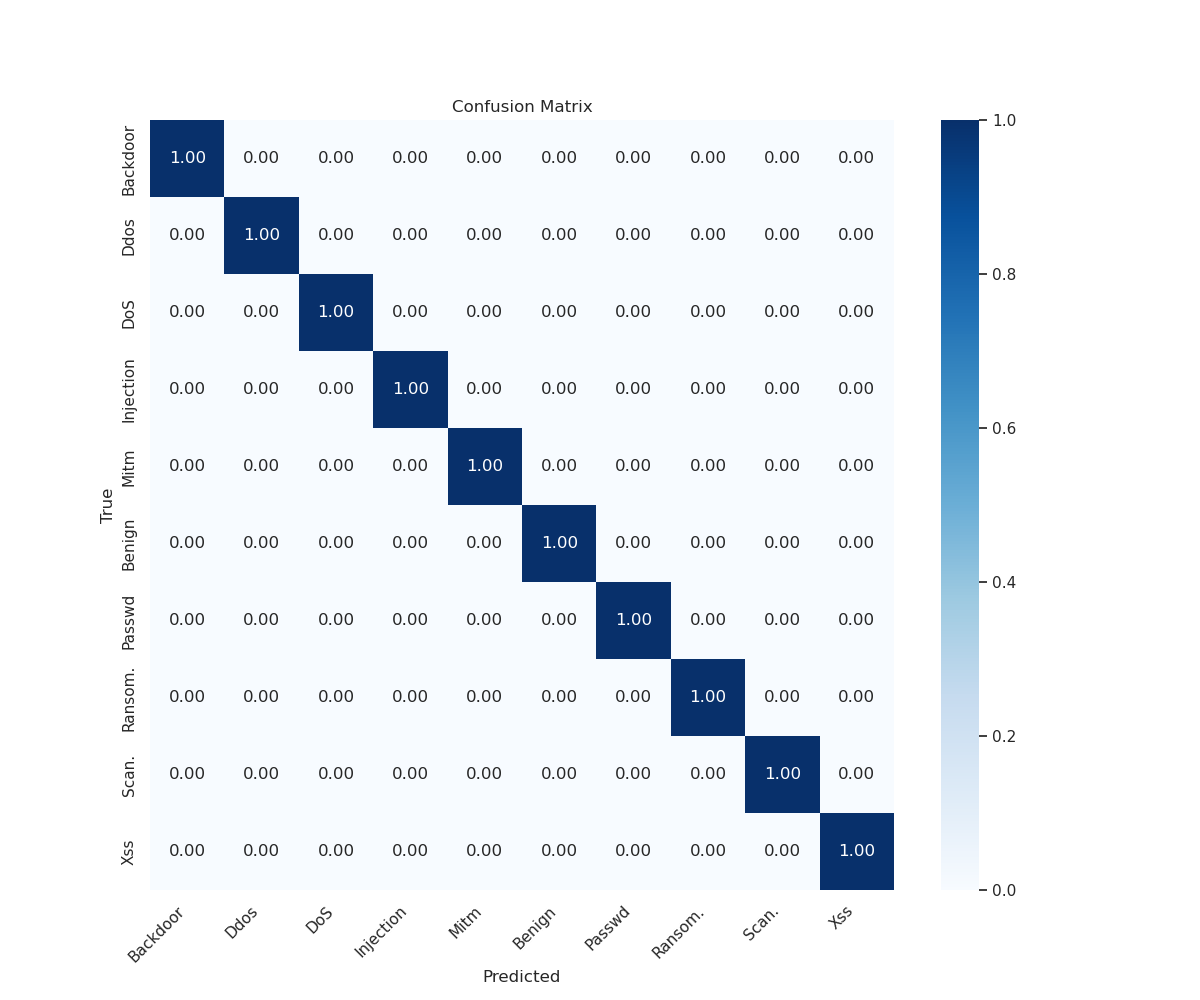 Confusion Matrix
Backdoor 1.00 0.00 0.00 0.00 0.00 0.00 0.00 0.00 0.00 0.00
Ddos 0.00 1.00 0.00 0.00 0.00 0.00 0.00 0.00 0.00 0.00
DoS 0.00 0.00 1.00 0.00 0.00 0.00 0.00 0.00 0.00 0.00
Injection 0.00 0.00 0.00 1.00 0.00 0.00 0.00 0.00 0.00 0.00
Mitm 0.00 0.00 0.00 0.00 1.00 0.00 0.00 0.00 0.00 0.00
True
Benign 0.00 0.00 0.00 0.00 0.00 1.00 0.00 0.00 0.00 0.00
Passwd 0.00 0.00 0.00 0.00 0.00 0.00 1.00 0.00 0.00 0.00
Ransom. 0.00 0.00 0.00 0.00 0.00 0.00 0.00 1.00 0.00 0.00
Scan. 0.00 0.00 0.00 0.00 0.00 0.00 0.00 0.00 1.00 0.00
Xss 0.00 0.00 0.00 0.00 0.00 0.00 0.00 0.00 0.00 1.00
Backdoor Ddos DoS Injection Mitm Benign Passwd Ransom. Scan. Xss
Predicted
1.0
0.8
0.6
0.4
0.2
0.0